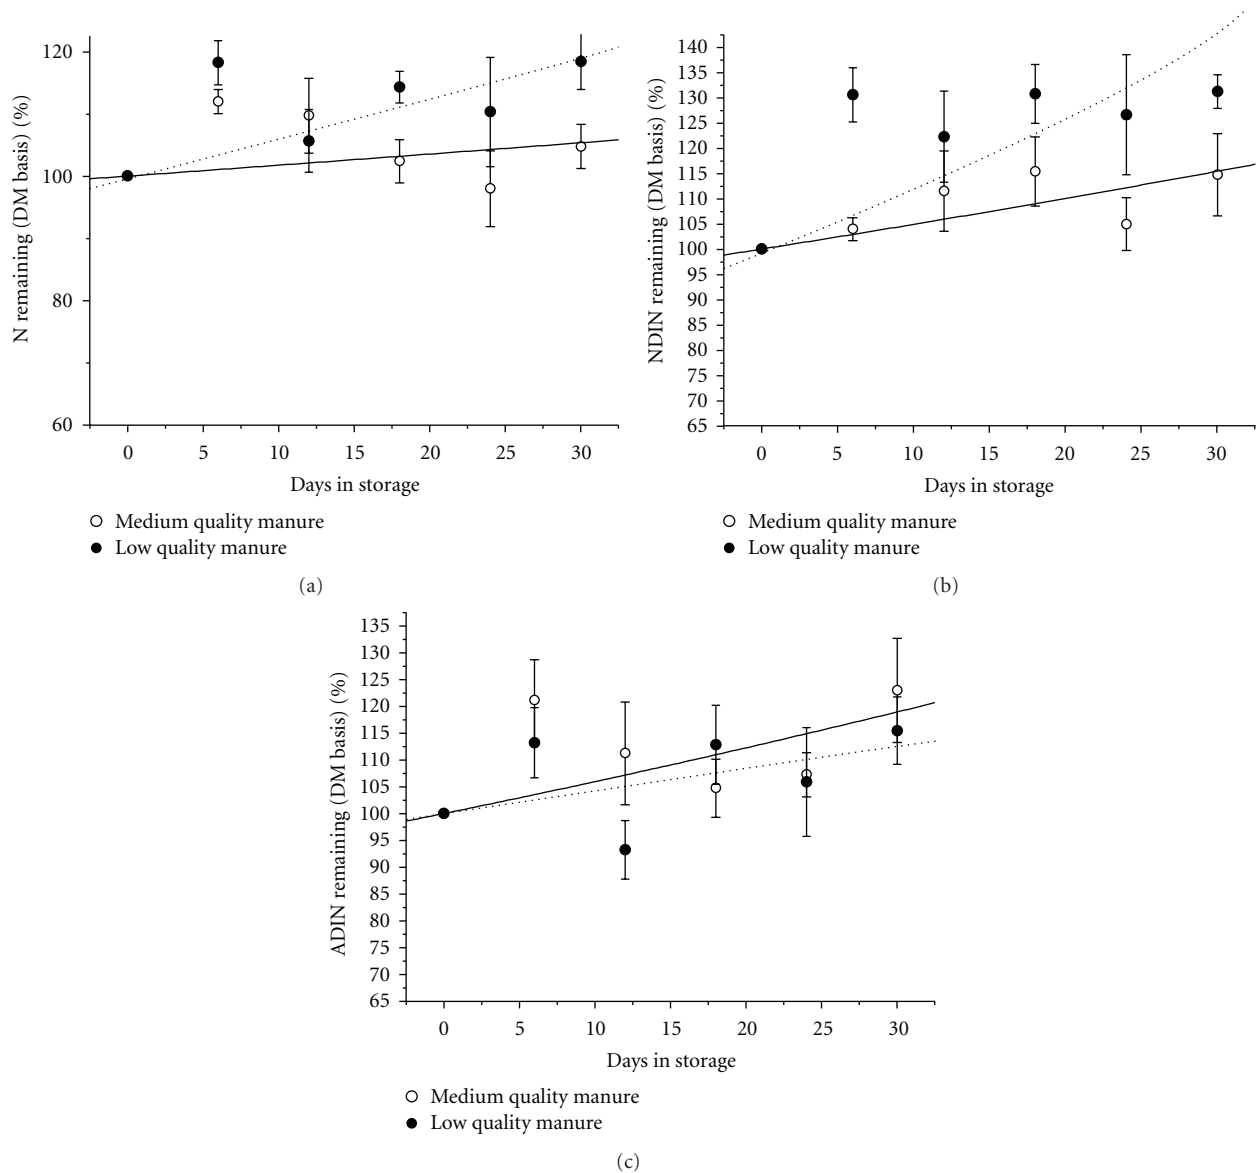 N remaining (DM basis) (%)
120
100
80
60
0 5 10 15 20 25 30
Days in storage
Medium quality manure
Low quality manure
(a)
NDIN remaining (DM basis) (%)
140
135
130
125
120
115
110
105
100
95
90
85
80
75
70
65
0 5 10 15 20 25 30
Days in storage
Medium quality manure
Low quality manure
(b)
ADIN remaining (DM basis) (%)
135
130
125
120
115
110
105
100
95
90
85
80
75
70
65
0 5 10 15 20 25 30
Days in storage
Medium quality manure
Low quality manure
(c)